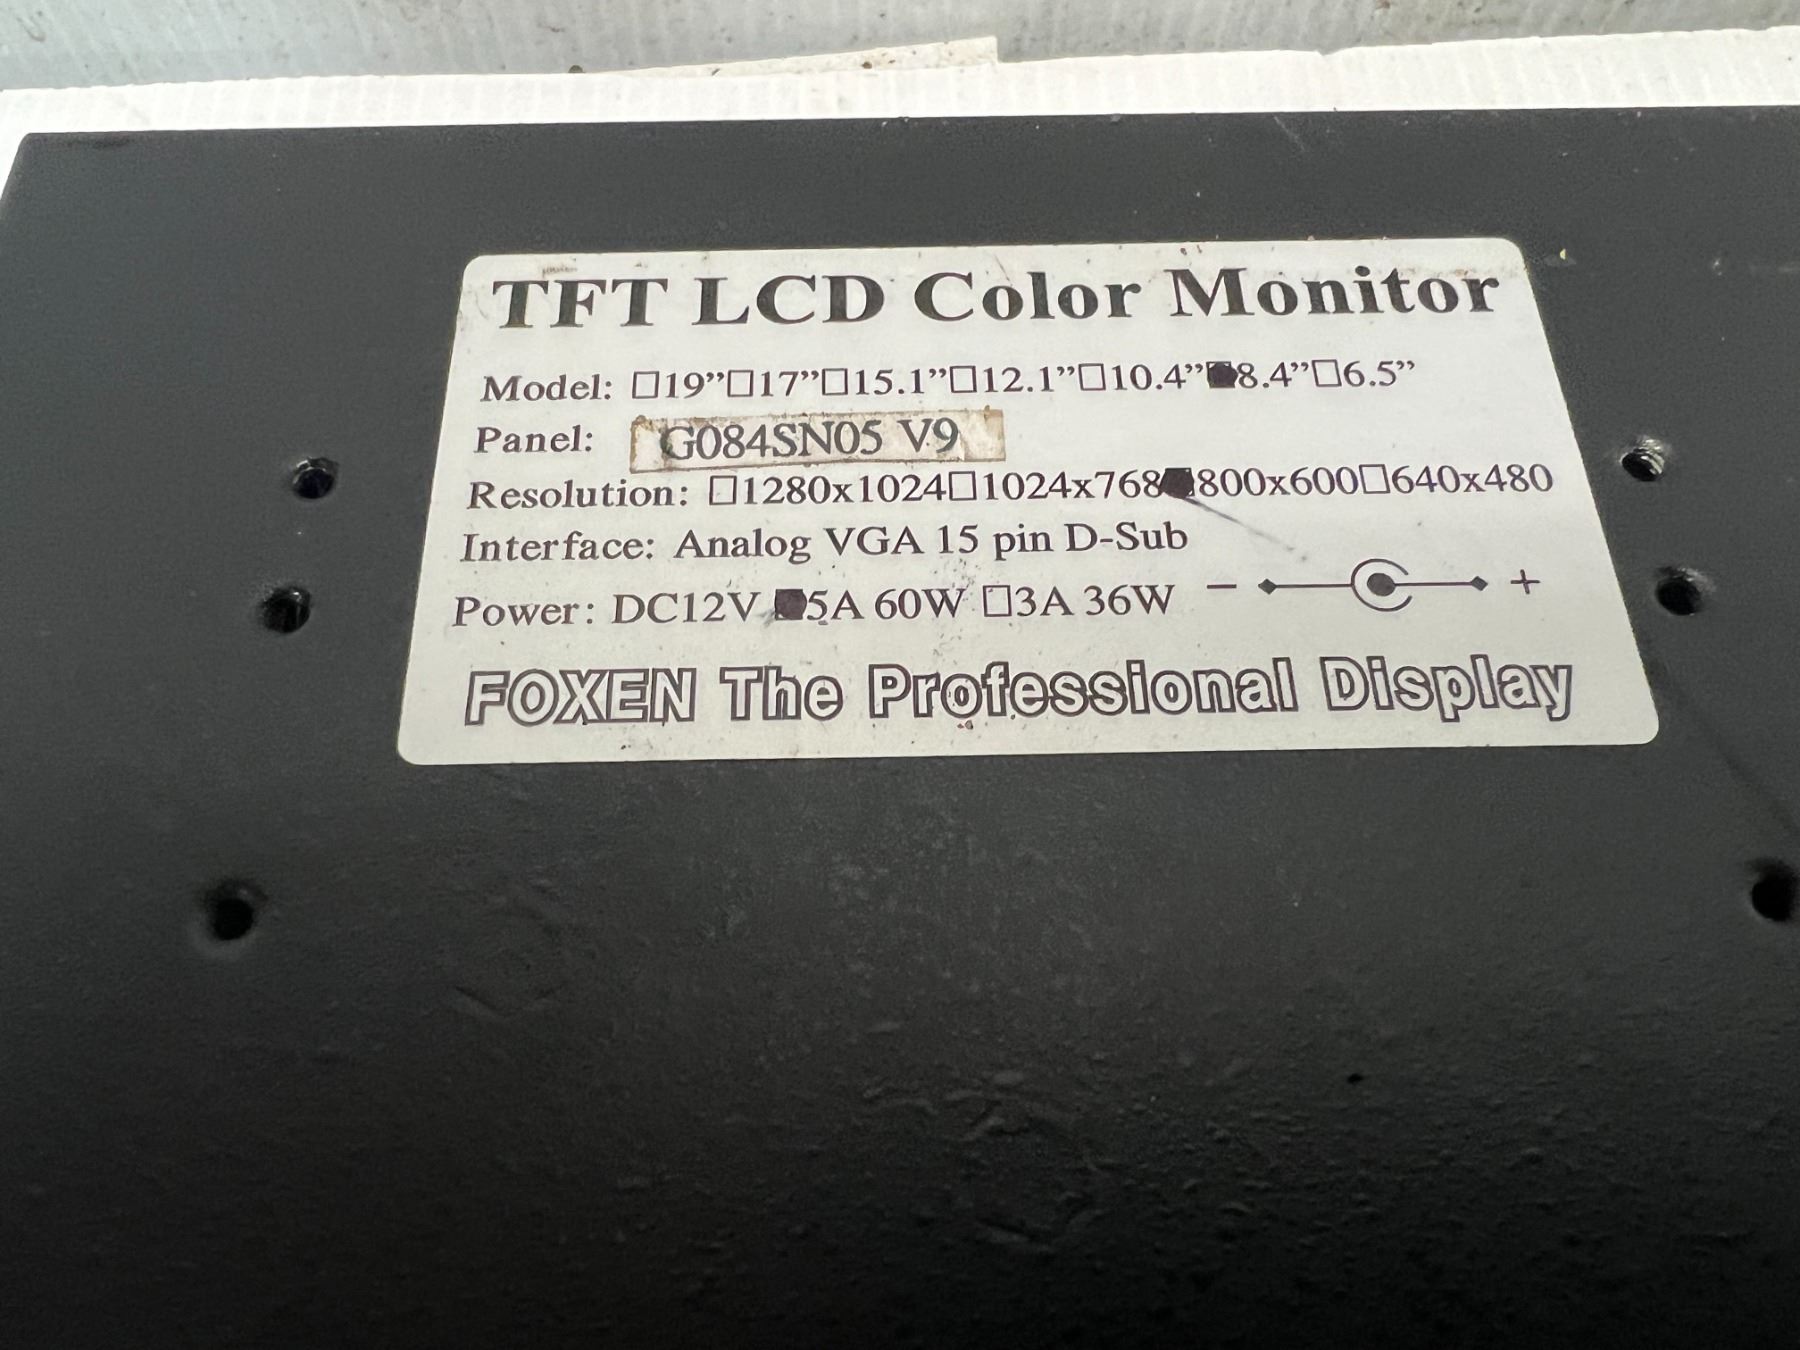 TFT LCD Color Monitor
Model: □19”□17”□15.1”□12.1”□10.4”■8.4”□6.5”
Panel: G084SN05 V9
Resolution: □1280x1024□1024x768■800x600□640x480
Interface: Analog VGA 15 pin D-Sub
Power: DC12V ■5A 60W □3A 36W − +
FOXEN The Professional Display